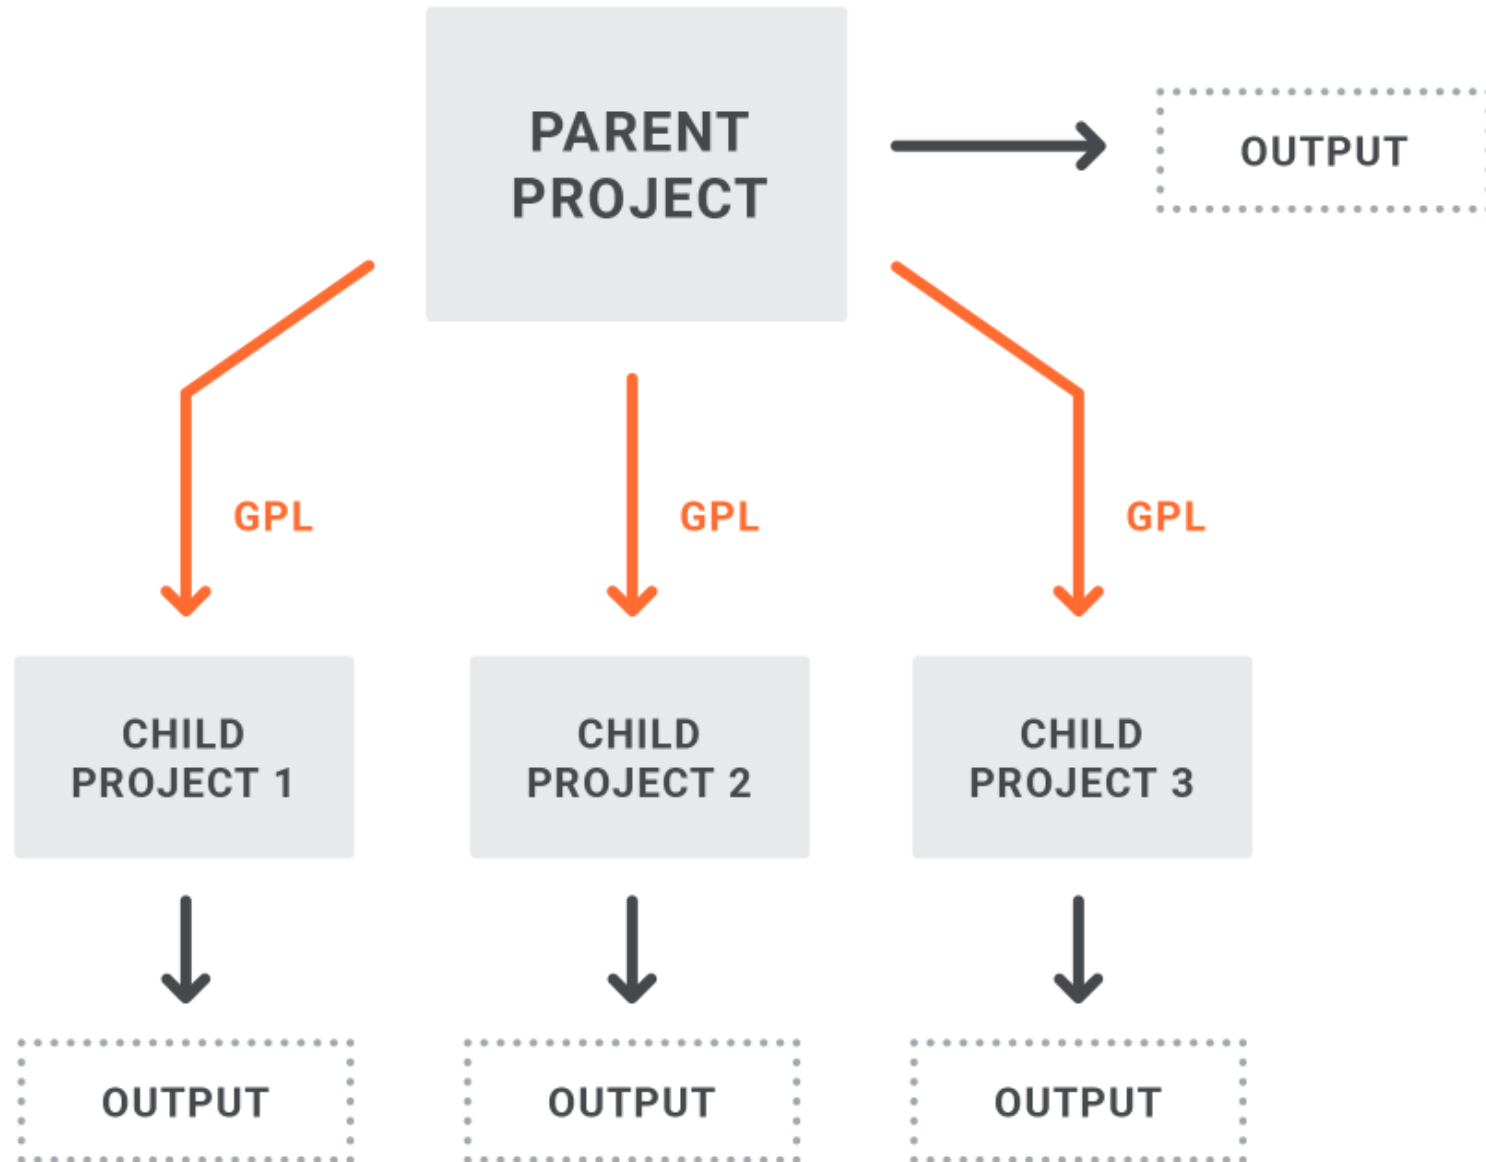 PARENT
PROJECT
OUTPUT
GPL
GPL
GPL
CHILD
PROJECT 1
CHILD
PROJECT 2
CHILD
PROJECT 3
OUTPUT
OUTPUT
OUTPUT